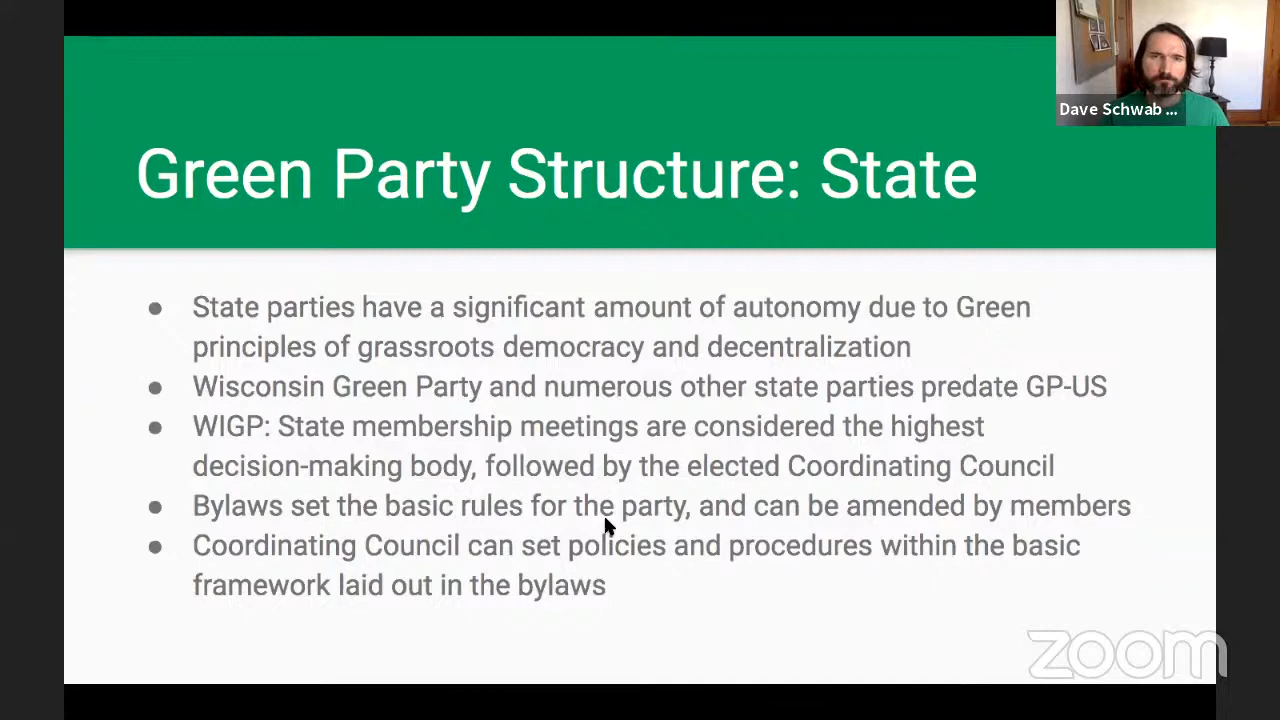 Dave Schwab ...
Green Party Structure: State
● State parties have a significant amount of autonomy due to Green
principles of grassroots democracy and decentralization
● Wisconsin Green Party and numerous other state parties predate GP-US
● WIGP: State membership meetings are considered the highest
decision-making body, followed by the elected Coordinating Council
● Bylaws set the basic rules for the party, and can be amended by members
● Coordinating Council can set policies and procedures within the basic
framework laid out in the bylaws
zoom